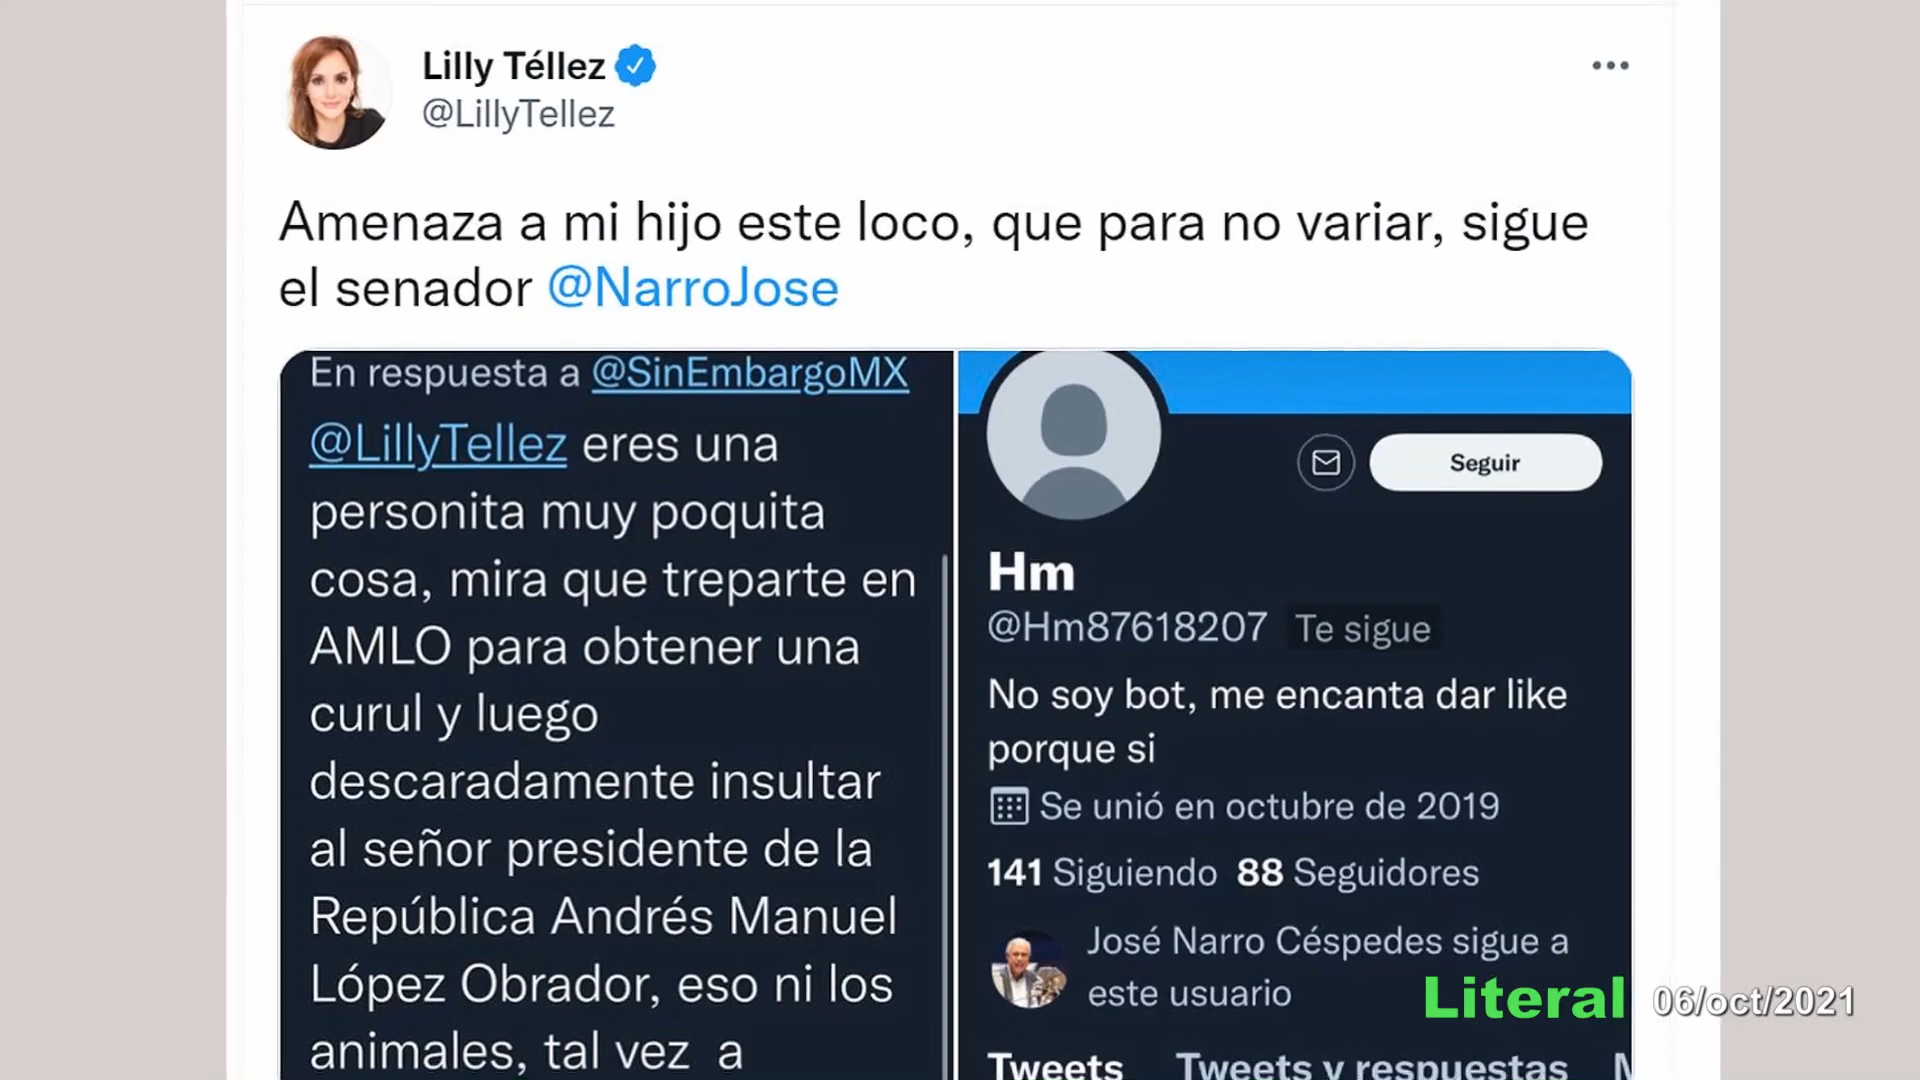 Lilly Téllez
@LillyTellez
Amenaza a mi hijo este loco, que para no variar, sigue
el senador @NarroJose
En respuesta a @SinEmbargoMX
@LillyTellez eres una
personita muy poquita
cosa, mira que treparte en
AMLO para obtener una
curul y luego
descaradamente insultar
al señor presidente de la
República Andrés Manuel
López Obrador, eso ni los
animales, tal vez a
Seguir
Hm
@Hm87618207 Te sigue
No soy bot, me encanta dar like
porque si
Se unió en octubre de 2019
141 Siguiendo 88 Seguidores
José Narro Céspedes sigue a
este usuario
Tweets Tweets y respuestas M
Literal 06/oct/2021